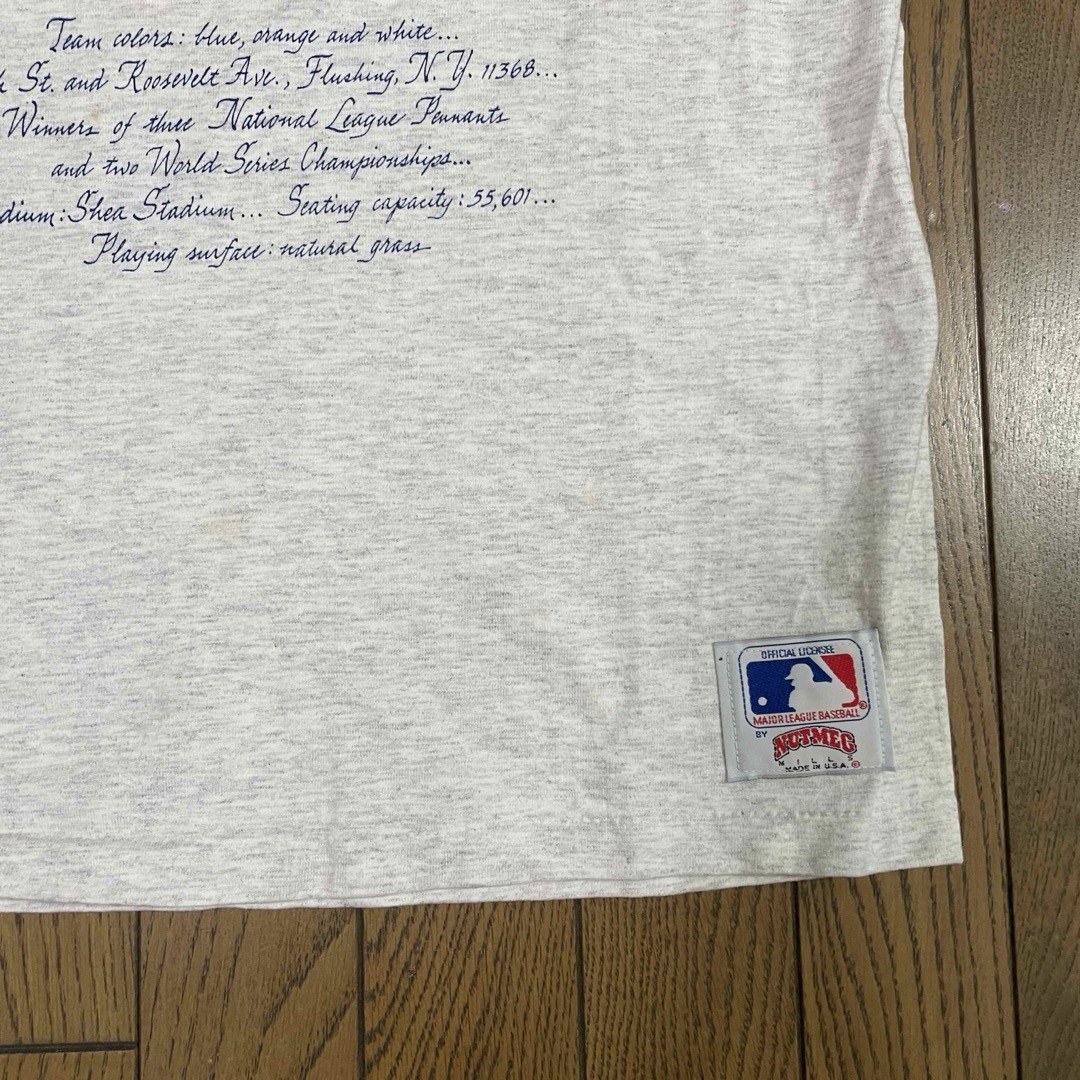 Team colors: blue, orange and white...
St. and Roosevelt Ave., Flushing, N.Y. 11368...
Winners of three National League Pennants
and two World Series Championships...
dium: Shea Stadium... Seating capacity: 55,601...
Playing surface: natural grass
OFFICIAL LICENSEE
MAJOR LEAGUE BASEBALL
BY NUTMEG
MILLS
MADE IN U.S.A.